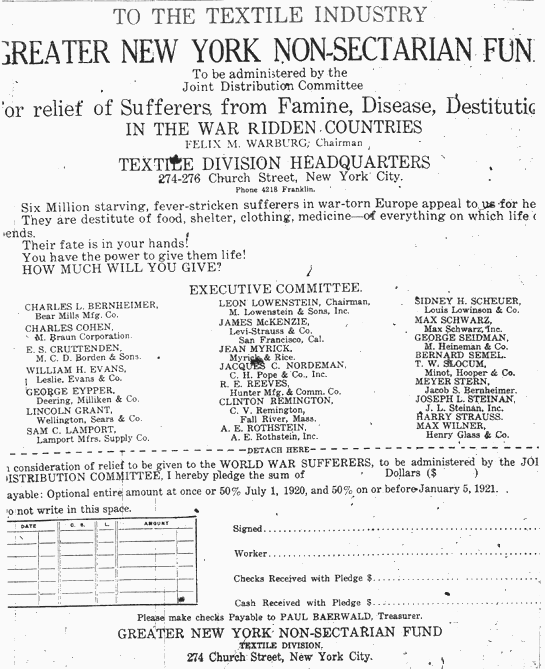 TO THE TEXTILE INDUSTRY
GREATER NEW YORK NON-SECTARIAN FUN
To be administered by the
Joint Distribution Committee
or relief of Sufferers from Famine, Disease, Destitutio
IN THE WAR RIDDEN COUNTRIES
FELIX M. WARBURG, Chairman
TEXTILE DIVISION HEADQUARTERS
274-276 Church Street, New York City.
Phone 4218 Franklin.
Six Million starving, fever-stricken sufferers in war-torn Europe appeal to us for he
They are destitute of food, shelter, clothing, medicine—of everything on which life d
ends.
Their fate is in your hands!
You have the power to give them life!
HOW MUCH WILL YOU GIVE?
EXECUTIVE COMMITTEE.
CHARLES L. BERNHEIMER,
Bear Mills Mfg. Co.
CHARLES COHEN,
M. Braun Corporation.
E. S. CRUTTENDEN,
M. C. D. Borden & Sons.
WILLIAM H. EVANS,
Leslie, Evans & Co.
GEORGE EYPPER,
Deering, Milliken & Co.
LINCOLN GRANT,
Wellington, Sears & Co.
SAM C. LAMPORT,
Lamport Mfrs. Supply Co.
LEON LOWENSTEIN, Chairman,
M. Lowenstein & Sons, Inc.
JAMES McKENZIE,
Levi-Strauss & Co.
San Francisco, Cal.
JEAN MYRICK,
Myrick & Rice.
JACQUES C. NORDEMAN,
C. H. Pope & Co., Inc.
R. E. REEVES,
Hunter Mfg. & Comm. Co.
CLINTON REMINGTON,
C. V. Remington,
Fall River, Mass.
A. E. ROTHSTEIN,
A. E. Rothstein, Inc.
SIDNEY H. SCHEUER,
Louis Lowinson & Co.
MAX SCHWARZ,
Max Schwarz, Inc.
GEORGE SEIDMAN,
M. Heineman & Co.
BERNARD SEMEL.
T. W. SLOCUM,
Minot, Hooper & Co.
MEYER STERN,
Jacob S. Bernheimer.
JOSEPH L. STEINAN,
J. L. Steinan, Inc.
HARRY STRAUSS.
MAX WILNER,
Henry Glass & Co.
DETACH HERE
n consideration of relief to be given to the WORLD WAR SUFFERERS, to be administered by the JOI
DISTRIBUTION COMMITTEE, I hereby pledge the sum of Dollars ($ )
ayable: Optional entire amount at once or 50% July 1, 1920, and 50% on or before January 5, 1921.
o not write in this space.
DATE C. S. L. AMOUNT
Signed
Worker
Checks Received with Pledge $
Cash Received with Pledge $
Please make checks Payable to PAUL BAERWALD, Treasurer.
GREATER NEW YORK NON-SECTARIAN FUND
TEXTILE DIVISION,
274 Church Street, New York City.